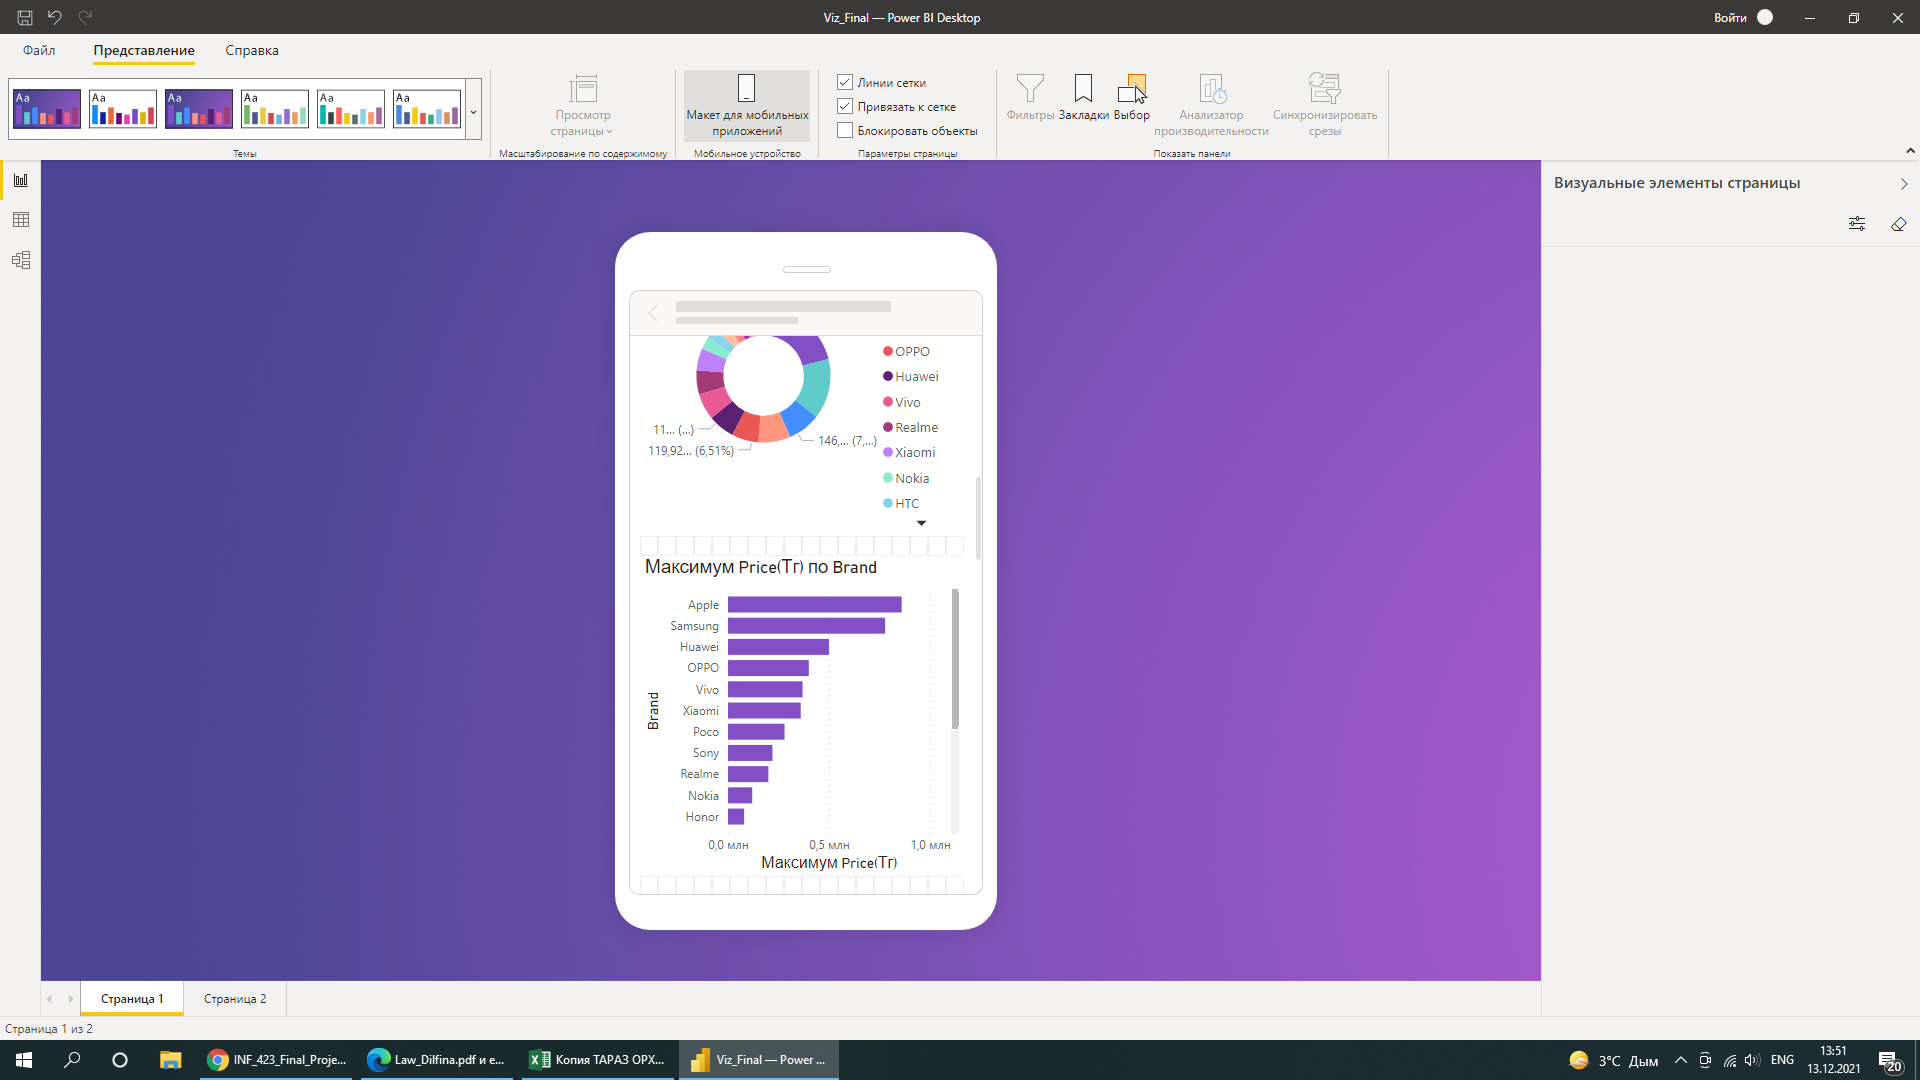 Viz_Final — Power BI Desktop
Войти
Файл
Представление
Справка
Aa
Aa
Aa
Aa
Aa
Aa
Темы
Просмотр
страницы
Масштабирование по содержимому
Макет для мобильных
приложений
Мобильное устройство
Линии сетки
Привязать к сетке
Блокировать объекты
Параметры страницы
Фильтры
Закладки
Выбор
Анализатор
производительности
Синхронизировать
срезы
Показать панели
Визуальные элементы страницы
OPPO
Huawei
Vivo
Realme
Xiaomi
Nokia
HTC
11... (...)
119,92... (6,51%)
146,... (7,...)
Максимум Price(Тг) по Brand
Brand
Apple
Samsung
Huawei
OPPO
Vivo
Xiaomi
Poco
Sony
Realme
Nokia
Honor
0,0 млн
0,5 млн
1,0 млн
Максимум Price(Тг)
Страница 1
Страница 2
Страница 1 из 2
INF_423_Final_Proje...
Law_Dilfina.pdf и е...
Копия ТАРАЗ ОРХ...
Viz_Final — Power ...
3°C Дым
ENG
13:51
13.12.2021
20